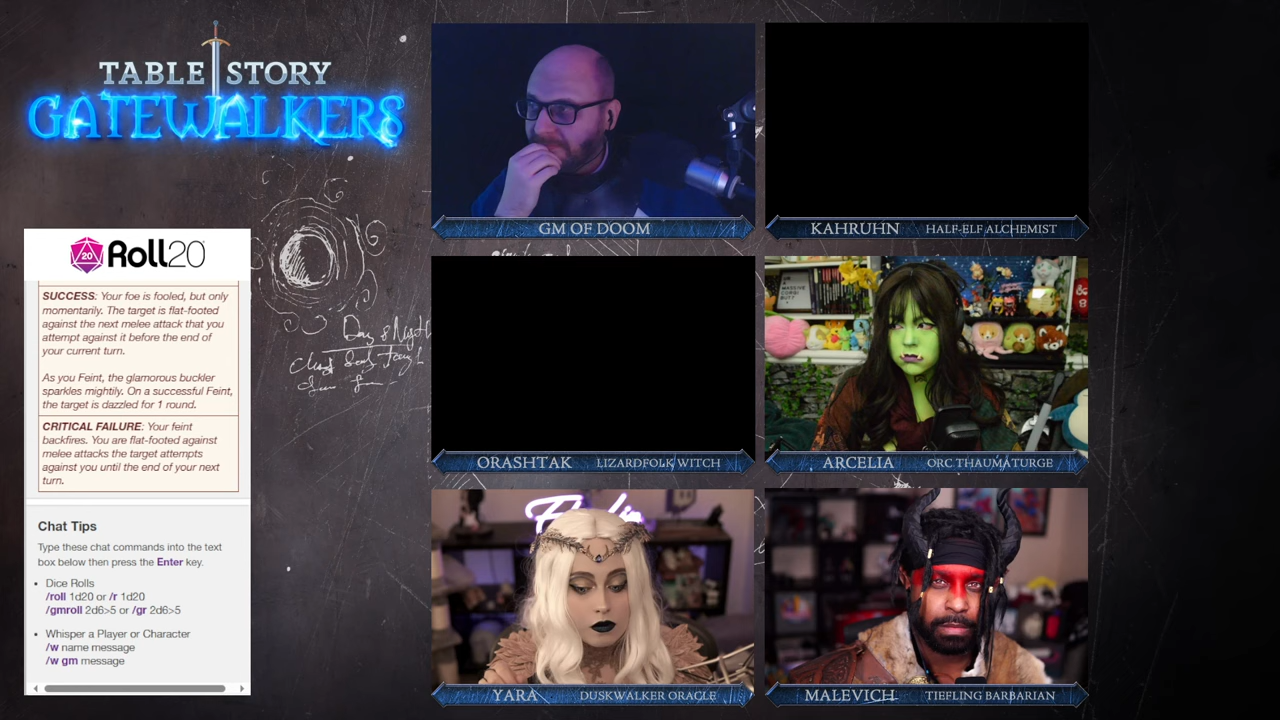 TABLE STORY
GATEWALKERS
Roll20
SUCCESS: Your foe is fooled, but only
momentarily. The target is flat-footed
against the next melee attack that you
attempt against it before the end of
your current turn.
As you Feint, the glamorous buckler
sparkles mightily. On a successful Feint,
the target is dazzled for 1 round.
CRITICAL FAILURE: Your feint
backfires. You are flat-footed against
melee attacks the target attempts
against you until the end of your next
turn.
Chat Tips
Type these chat commands into the text
box below then press the Enter key.
Dice Rolls
/roll 1d20 or /r 1d20
/gmroll 2d6>5 or /gr 2d6>5
Whisper a Player or Character
/w name message
/w gm message
GM OF DOOM
KAHRUHN HALF-ELF ALCHEMIST
ORASHTAK LIZARDFOLK WITCH
MASSIVE
CORGI
BUTT
ARCELIA ORC THAUMATURGE
YARA DUSKWALKER ORACLE
MALEVICH TIEFLING BARBARIAN